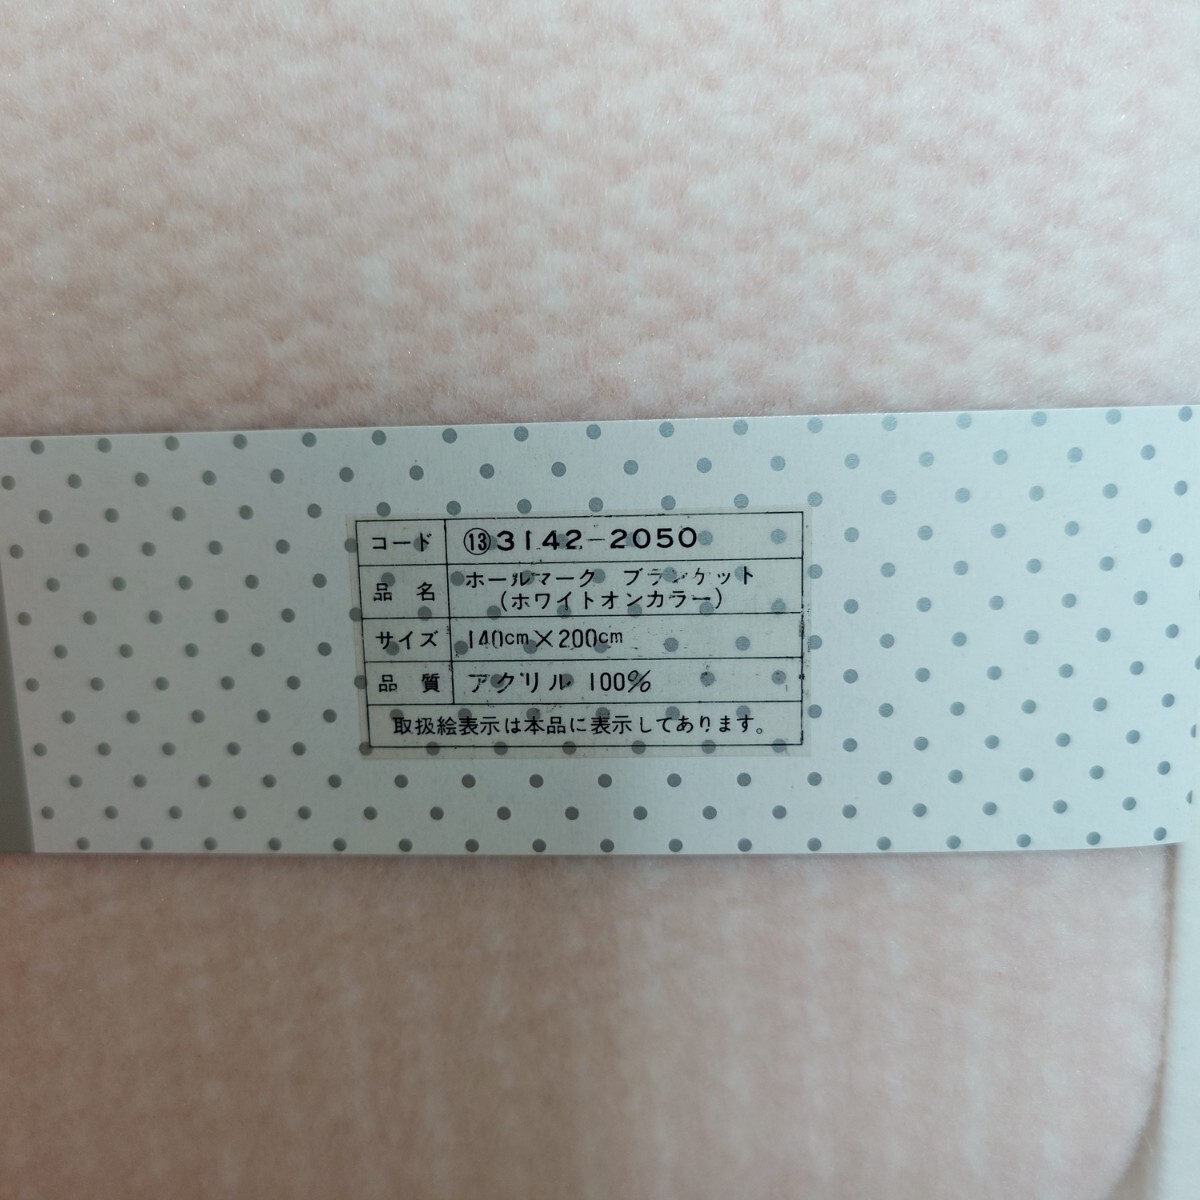 コード ⑬3142-2050
品名 ホールマーク ブランケット
(ホワイトオンカラー)
サイズ 140cm×200cm
品質 アクリル 100%
取扱絵表示は本品に表示してあります。